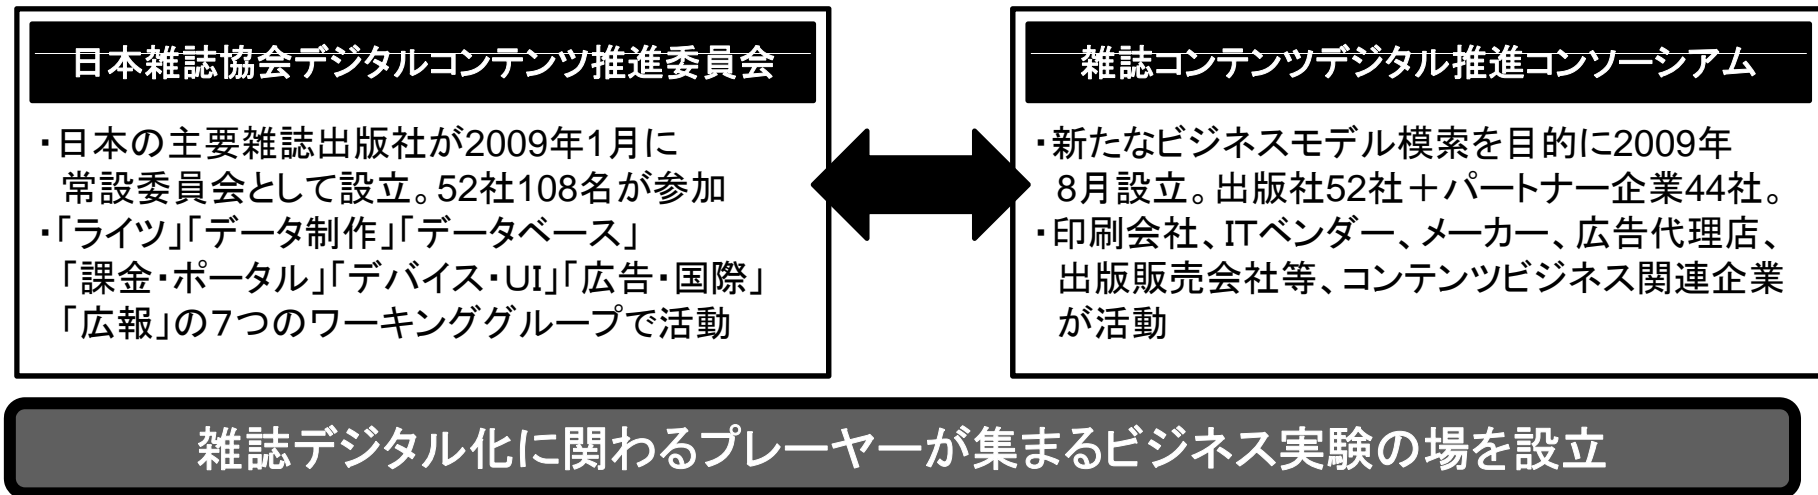 日本雑誌協会デジタルコンテンツ推進委員会
・日本の主要雑誌出版社が2009年1月に
常設委員会として設立。52社108名が参加
・「ライツ」「データ制作」「データベース」
「課金・ポータル」「デバイス・UI」「広告・国際」
「広報」の7つのワーキンググループで活動
雑誌コンテンツデジタル推進コンソーシアム
・新たなビジネスモデル模索を目的に2009年
8月設立。出版社52社＋パートナー企業44社。
・印刷会社、ITベンダー、メーカー、広告代理店、
出版販売会社等、コンテンツビジネス関連企業
が活動
雑誌デジタル化に関わるプレーヤーが集まるビジネス実験の場を設立